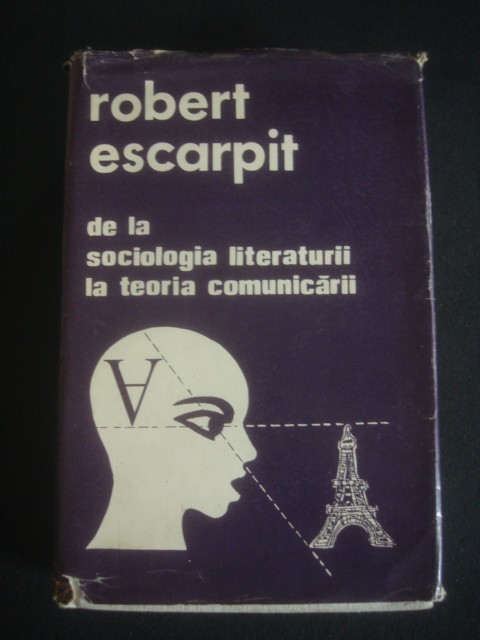 robert
escarpit
de la
sociologia literaturii
la teoria comunicării
A